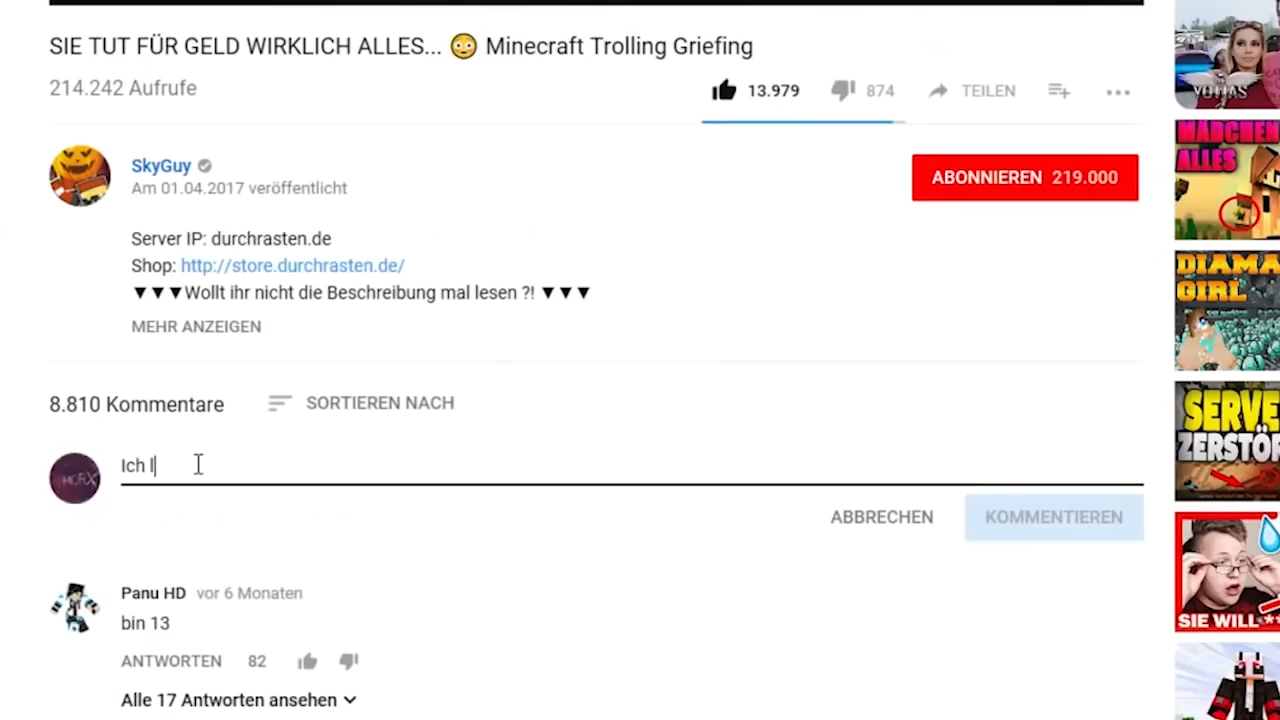 SIE TUT FÜR GELD WIRKLICH ALLES... 😳 Minecraft Trolling Griefing
214.242 Aufrufe
13.979 874 TEILEN
SkyGuy
Am 01.04.2017 veröffentlicht
ABONNIEREN 219.000
Server IP: durchrasten.de
Shop: http://store.durchrasten.de/
▼▼▼Wollt ihr nicht die Beschreibung mal lesen ?! ▼▼▼
MEHR ANZEIGEN
8.810 Kommentare SORTIEREN NACH
Ich l
ABBRECHEN KOMMENTIEREN
Panu HD vor 6 Monaten
bin 13
ANTWORTEN 82
Alle 17 Antworten ansehen
MÄDCHEN
ALLES
DIAMA
GIRL
SERVE
ZERSTÖR
SIE WILL **